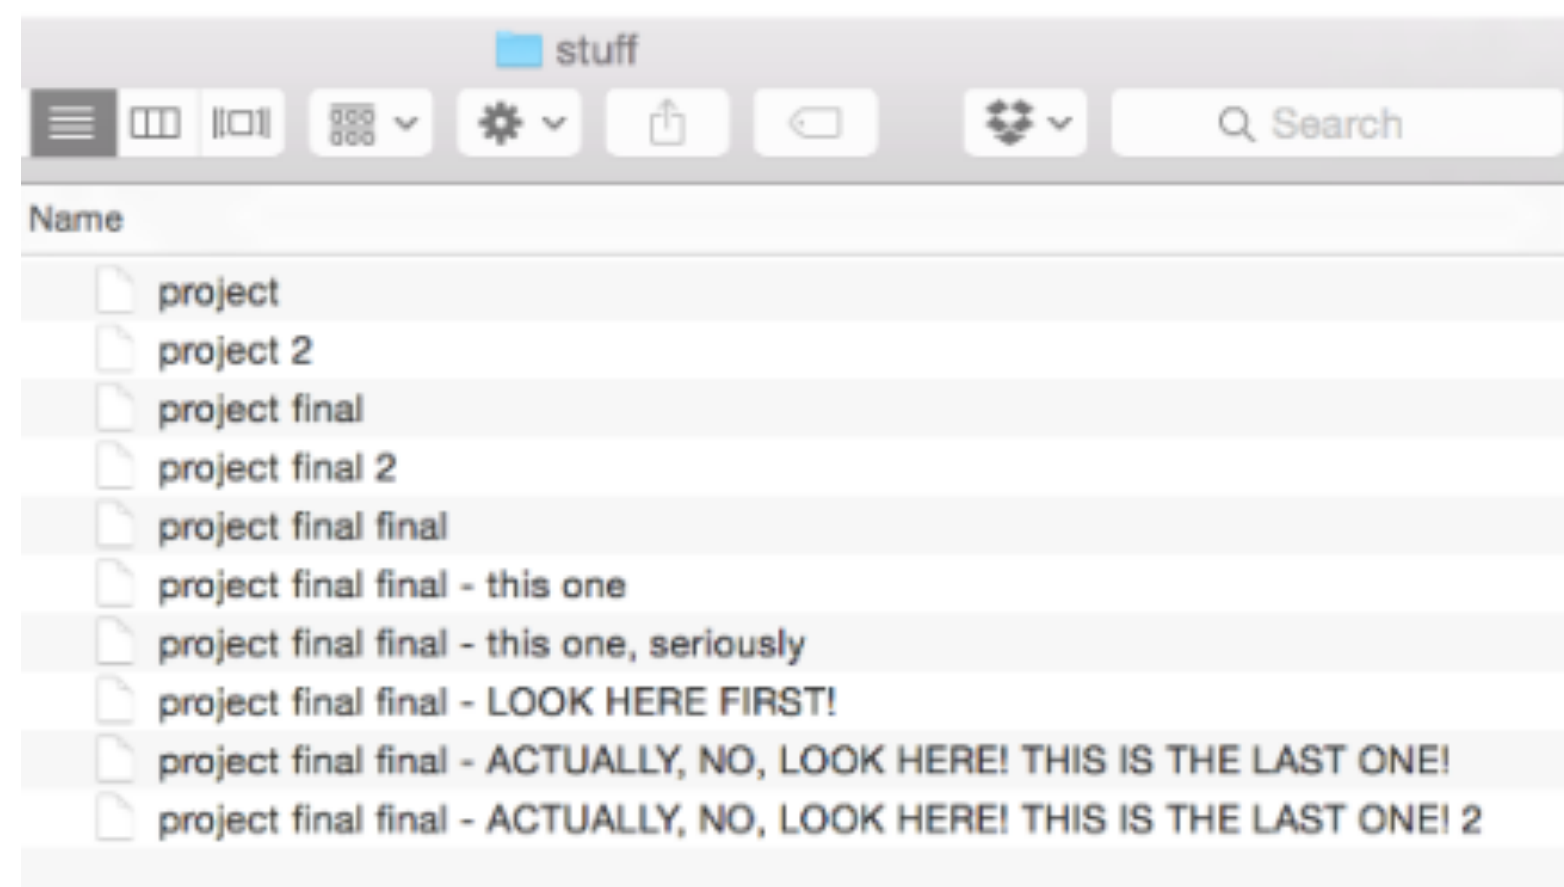 stuff
Search
Name
project
project 2
project final
project final 2
project final final
project final final - this one
project final final - this one, seriously
project final final - LOOK HERE FIRST!
project final final - ACTUALLY, NO, LOOK HERE! THIS IS THE LAST ONE!
project final final - ACTUALLY, NO, LOOK HERE! THIS IS THE LAST ONE! 2